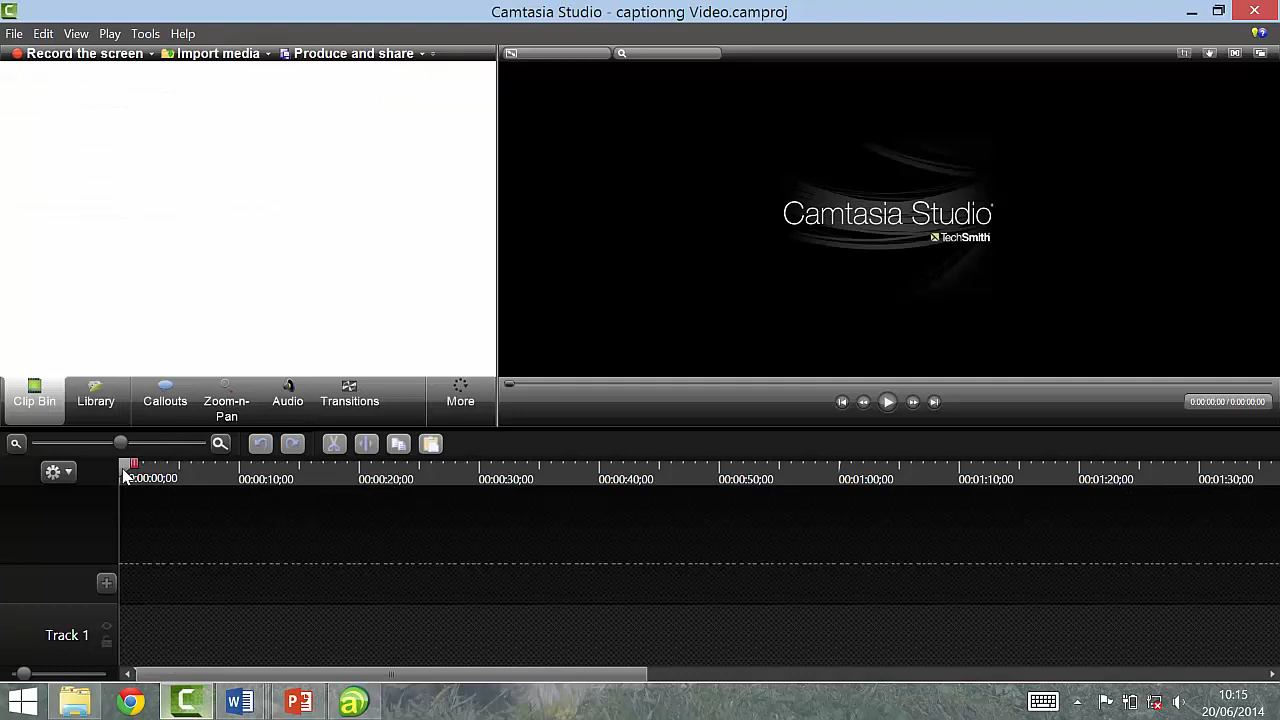 Camtasia Studio - captionng Video.camproj
File Edit View Play Tools Help
Record the screen Import media Produce and share
Camtasia Studio
TechSmith
Clip Bin Library Callouts Zoom-n-Pan Audio Transitions More
0:00:00;00 / 0:00:00;00
00:00:00;00 00:00:10;00 00:00:20;00 00:00:30;00 00:00:40;00 00:00:50;00 00:01:00;00 00:01:10;00 00:01:20;00 00:01:30;00
Track 1
10:15
20/06/2014